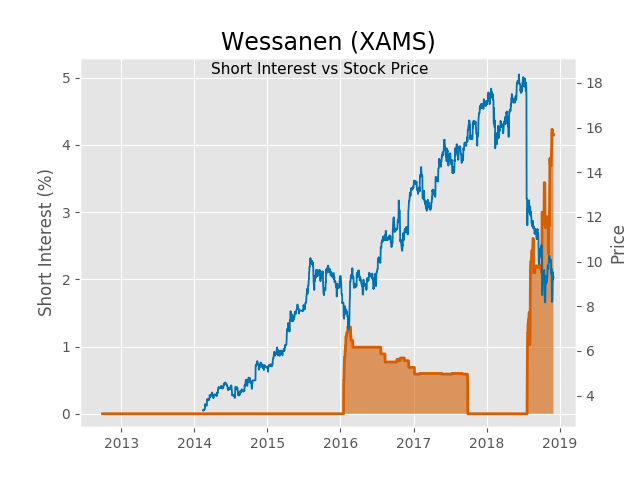 Wessanen (XAMS)
Short Interest vs Stock Price
Short Interest (%)
5
4
3
2
1
0
18
16
14
12
10
8
6
4
Price
2013 2014 2015 2016 2017 2018 2019